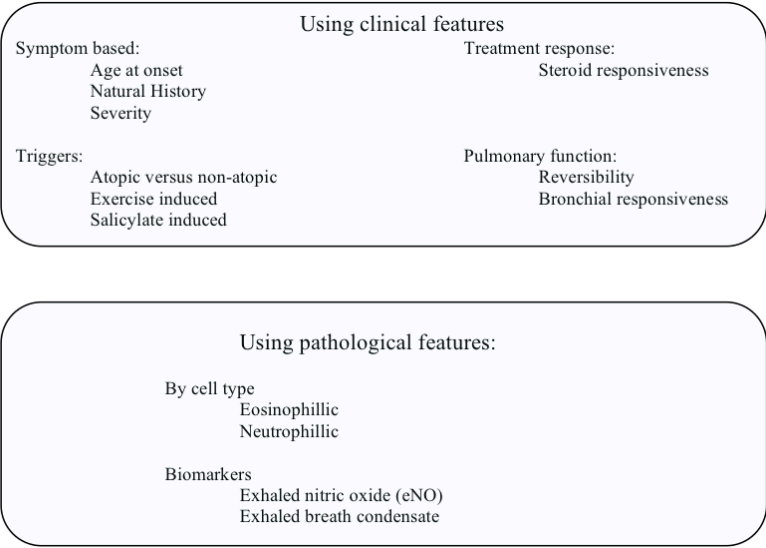 Using clinical features
Symptom based:
Age at onset
Natural History
Severity
Triggers:
Atopic versus non-atopic
Exercise induced
Salicylate induced
Treatment response:
Steroid responsiveness
Pulmonary function:
Reversibility
Bronchial responsiveness
Using pathological features:
By cell type
Eosinophillic
Neutrophillic
Biomarkers
Exhaled nitric oxide (eNO)
Exhaled breath condensate